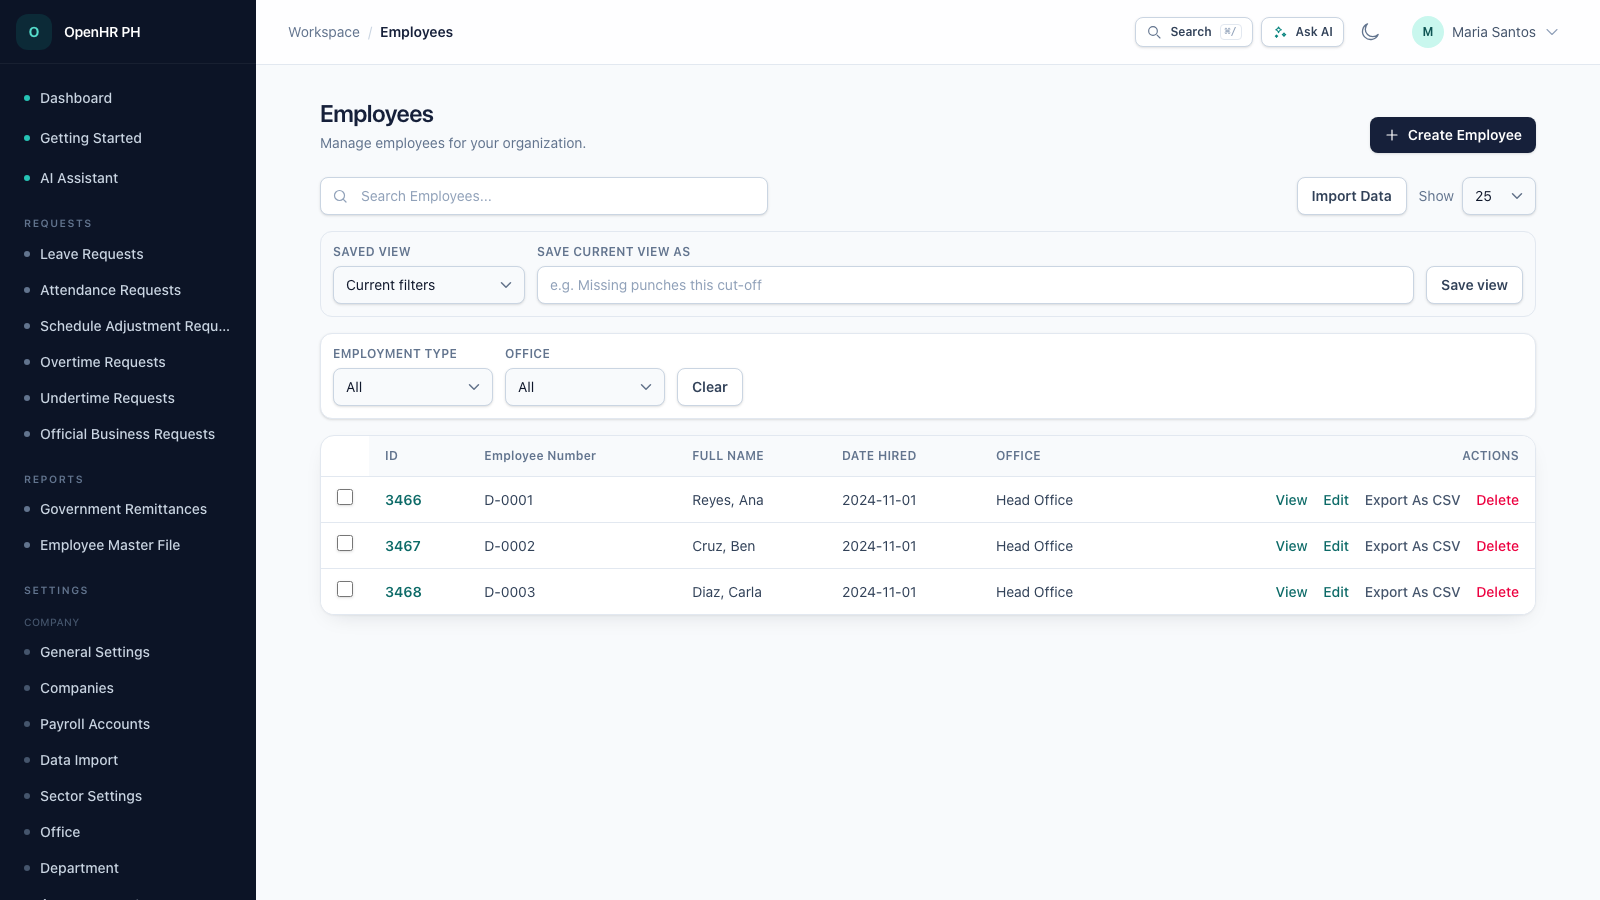 O OpenHR PH
Workspace / Employees
Search ⌘/
Ask AI
M Maria Santos
Dashboard
Getting Started
AI Assistant
REQUESTS
Leave Requests
Attendance Requests
Schedule Adjustment Requ...
Overtime Requests
Undertime Requests
Official Business Requests
REPORTS
Government Remittances
Employee Master File
SETTINGS
COMPANY
General Settings
Companies
Payroll Accounts
Data Import
Sector Settings
Office
Department
Employees
Manage employees for your organization.
+ Create Employee
Search Employees...
Import Data
Show 25
SAVED VIEW
SAVE CURRENT VIEW AS
Current filters
e.g. Missing punches this cut-off
Save view
EMPLOYMENT TYPE
OFFICE
All
All
Clear
ID Employee Number FULL NAME DATE HIRED OFFICE ACTIONS
3466 D-0001 Reyes, Ana 2024-11-01 Head Office View Edit Export As CSV Delete
3467 D-0002 Cruz, Ben 2024-11-01 Head Office View Edit Export As CSV Delete
3468 D-0003 Diaz, Carla 2024-11-01 Head Office View Edit Export As CSV Delete